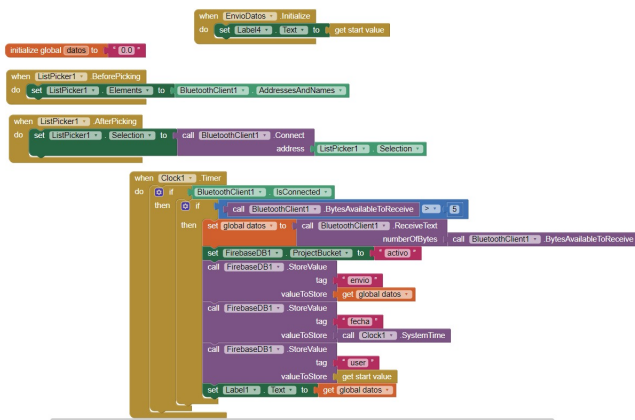 when EnvioDatos .Initialize
do set Label4 . Text to get start value
initialize global datos to " 0.0 "
when ListPicker1 .BeforePicking
do set ListPicker1 . Elements to BluetoothClient1 . AddressesAndNames
when ListPicker1 .AfterPicking
do set ListPicker1 . Selection to call BluetoothClient1 .Connect
address ListPicker1 . Selection
when Clock1 .Timer
do if BluetoothClient1 . IsConnected
then if call BluetoothClient1 .BytesAvailableToReceive > 5
then set global datos to call BluetoothClient1 .ReceiveText
numberOfBytes call BluetoothClient1 .BytesAvailableToReceive
set FirebaseDB1 . ProjectBucket to " activo "
call FirebaseDB1 .StoreValue
tag " envio "
valueToStore get global datos
call FirebaseDB1 .StoreValue
tag " fecha "
valueToStore call Clock1 .SystemTime
call FirebaseDB1 .StoreValue
tag " user "
valueToStore get start value
set Label1 . Text to get global datos